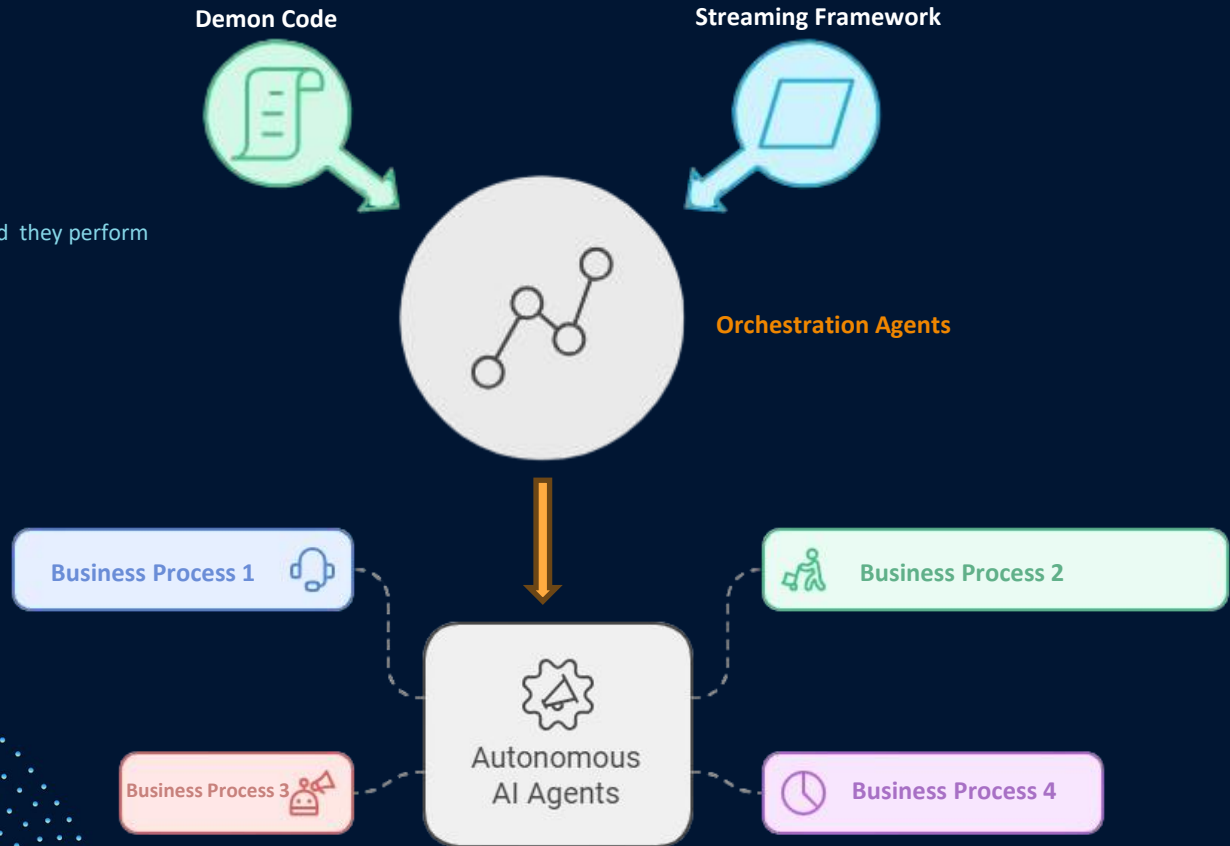 Demon Code
Streaming Framework
they perform
Orchestration Agents
Business Process 1
Business Process 2
Autonomous
AI Agents
Business Process 3
Business Process 4